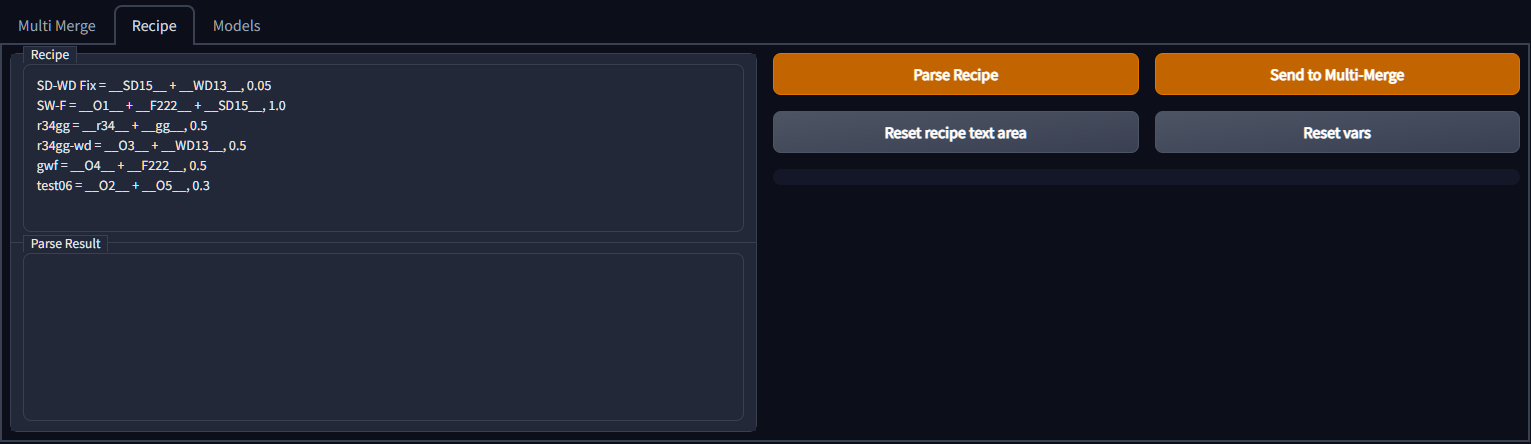 Multi Merge
Recipe
Models
Recipe
SD-WD Fix = __SD15__ + __WD13__, 0.05
SW-F = __O1__ + __F222__ + __SD15__, 1.0
r34gg = __r34__ + __gg__, 0.5
r34gg-wd = __O3__ + __WD13__, 0.5
gwf = __O4__ + __F222__, 0.5
test06 = __O2__ + __O5__, 0.3
Parse Result
Parse Recipe
Send to Multi-Merge
Reset recipe text area
Reset vars